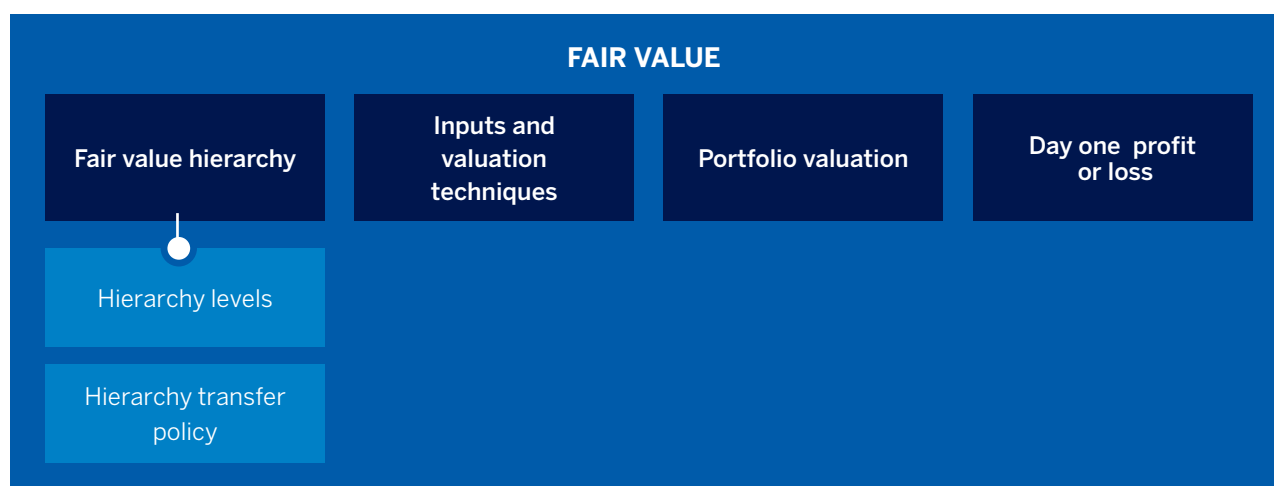 FAIR VALUE
Fair value hierarchy
Inputs and
valuation
techniques
Portfolio valuation
Day one profit
or loss
Hierarchy levels
Hierarchy transfer
policy